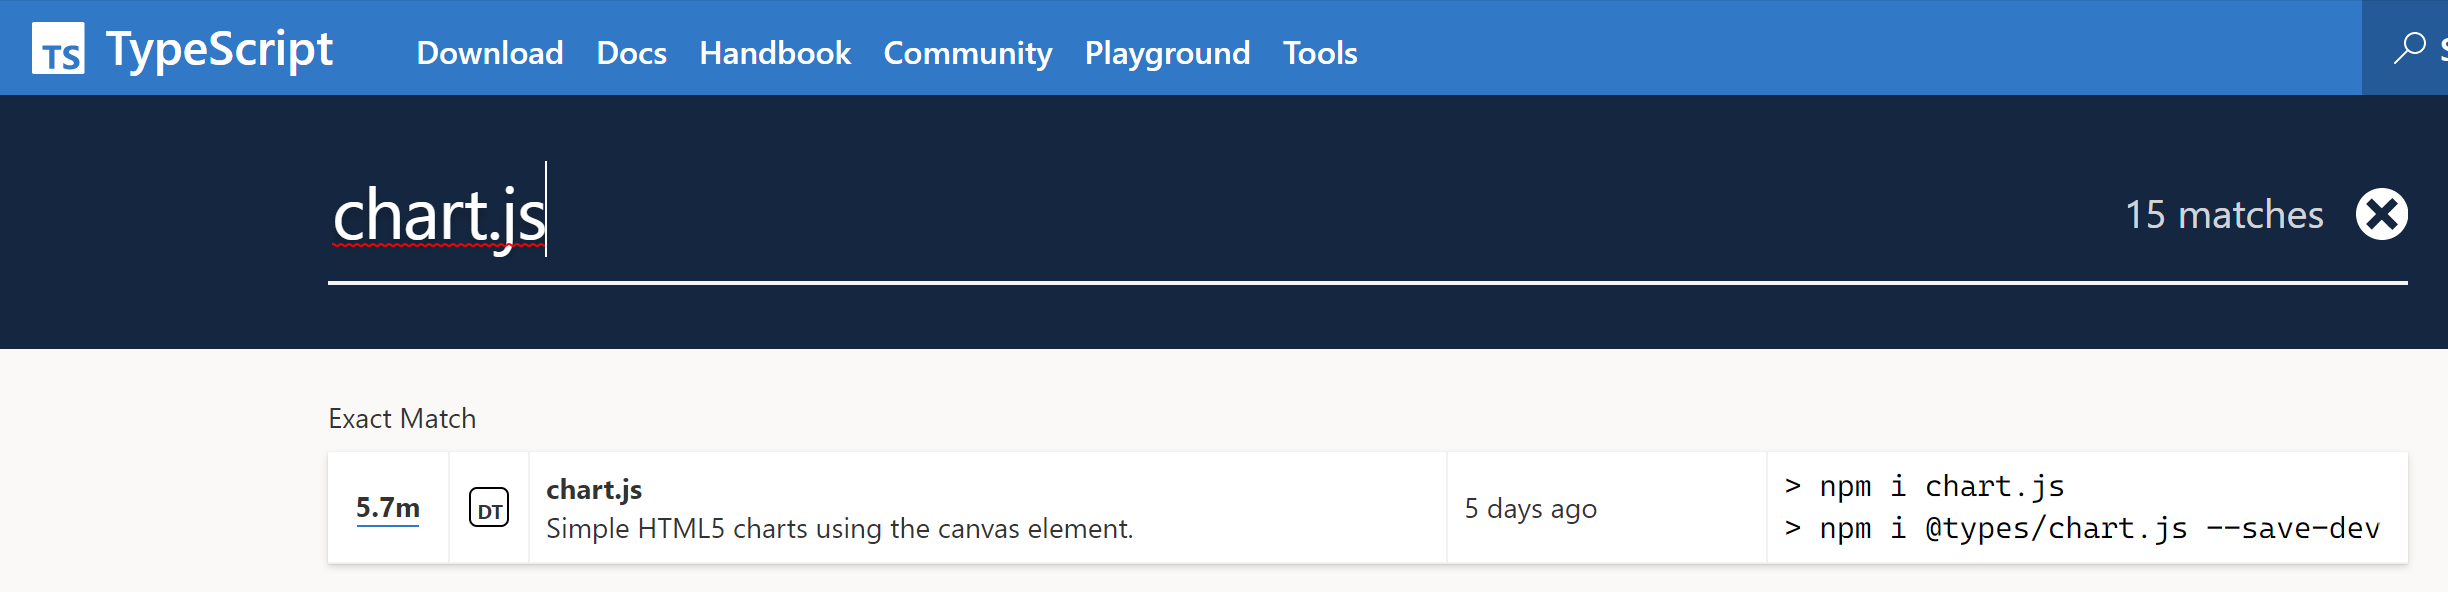 TS TypeScript Download Docs Handbook Community Playground Tools S
chart.js 15 matches
Exact Match
5.7m DT chart.js 5 days ago > npm i chart.js
Simple HTML5 charts using the canvas element. > npm i @types/chart.js --save-dev